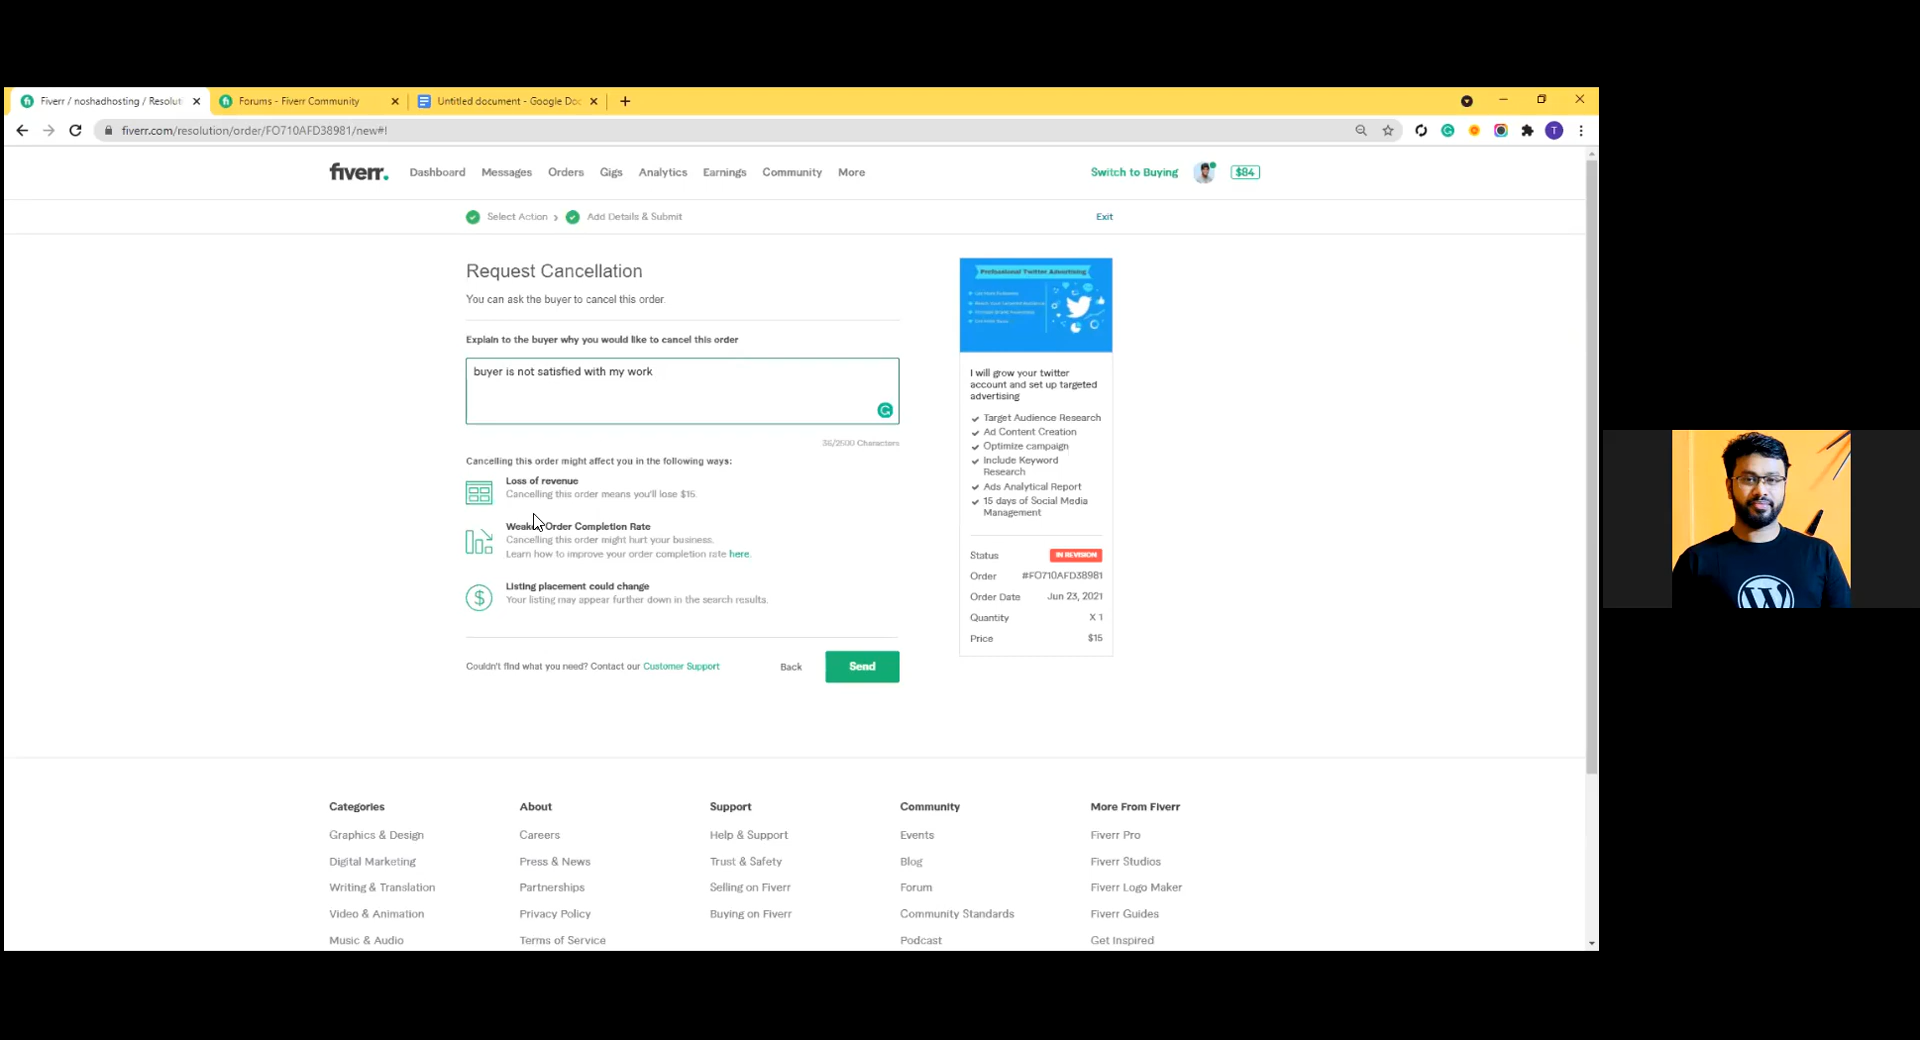 Fiverr / noshadhosting / Resolut
Forums - Fiverr Community
Untitled document - Google Doc
fiverr.com/resolution/order/FO710AFD38981/new#!
T
fiverr.
Dashboard
Messages
Orders
Gigs
Analytics
Earnings
Community
More
Switch to Buying
$84
Select Action
Add Details & Submit
Exit
Request Cancellation
You can ask the buyer to cancel this order.
Explain to the buyer why you would like to cancel this order
buyer is not satisfied with my work
35/2500 Characters
Cancelling this order might affect you in the following ways:
Loss of revenue
Cancelling this order means you'll lose $15.
Order Completion Rate
Cancelling this order might hurt your business.
Learn how to improve your order completion rate here.
Listing placement could change
Your listing may appear further down in the search results.
Couldn't find what you need? Contact our Customer Support
Back
Send
Professional Twitter Advertising
I will grow your twitter
account and set up targeted
advertising
Target Audience Research
Ad Content Creation
Optimize campaign
Include Keyword
Research
Ads Analytical Report
15 days of Social Media
Management
Status
IN REVISION
Order
#FO710AFD38981
Order Date
Jun 23, 2021
Quantity
X 1
Price
$15
Categories
Graphics & Design
Digital Marketing
Writing & Translation
Video & Animation
Music & Audio
About
Careers
Press & News
Partnerships
Privacy Policy
Terms of Service
Support
Help & Support
Trust & Safety
Selling on Fiverr
Buying on Fiverr
Community
Events
Blog
Forum
Community Standards
Podcast
More From Fiverr
Fiverr Pro
Fiverr Studios
Fiverr Logo Maker
Fiverr Guides
Get Inspired